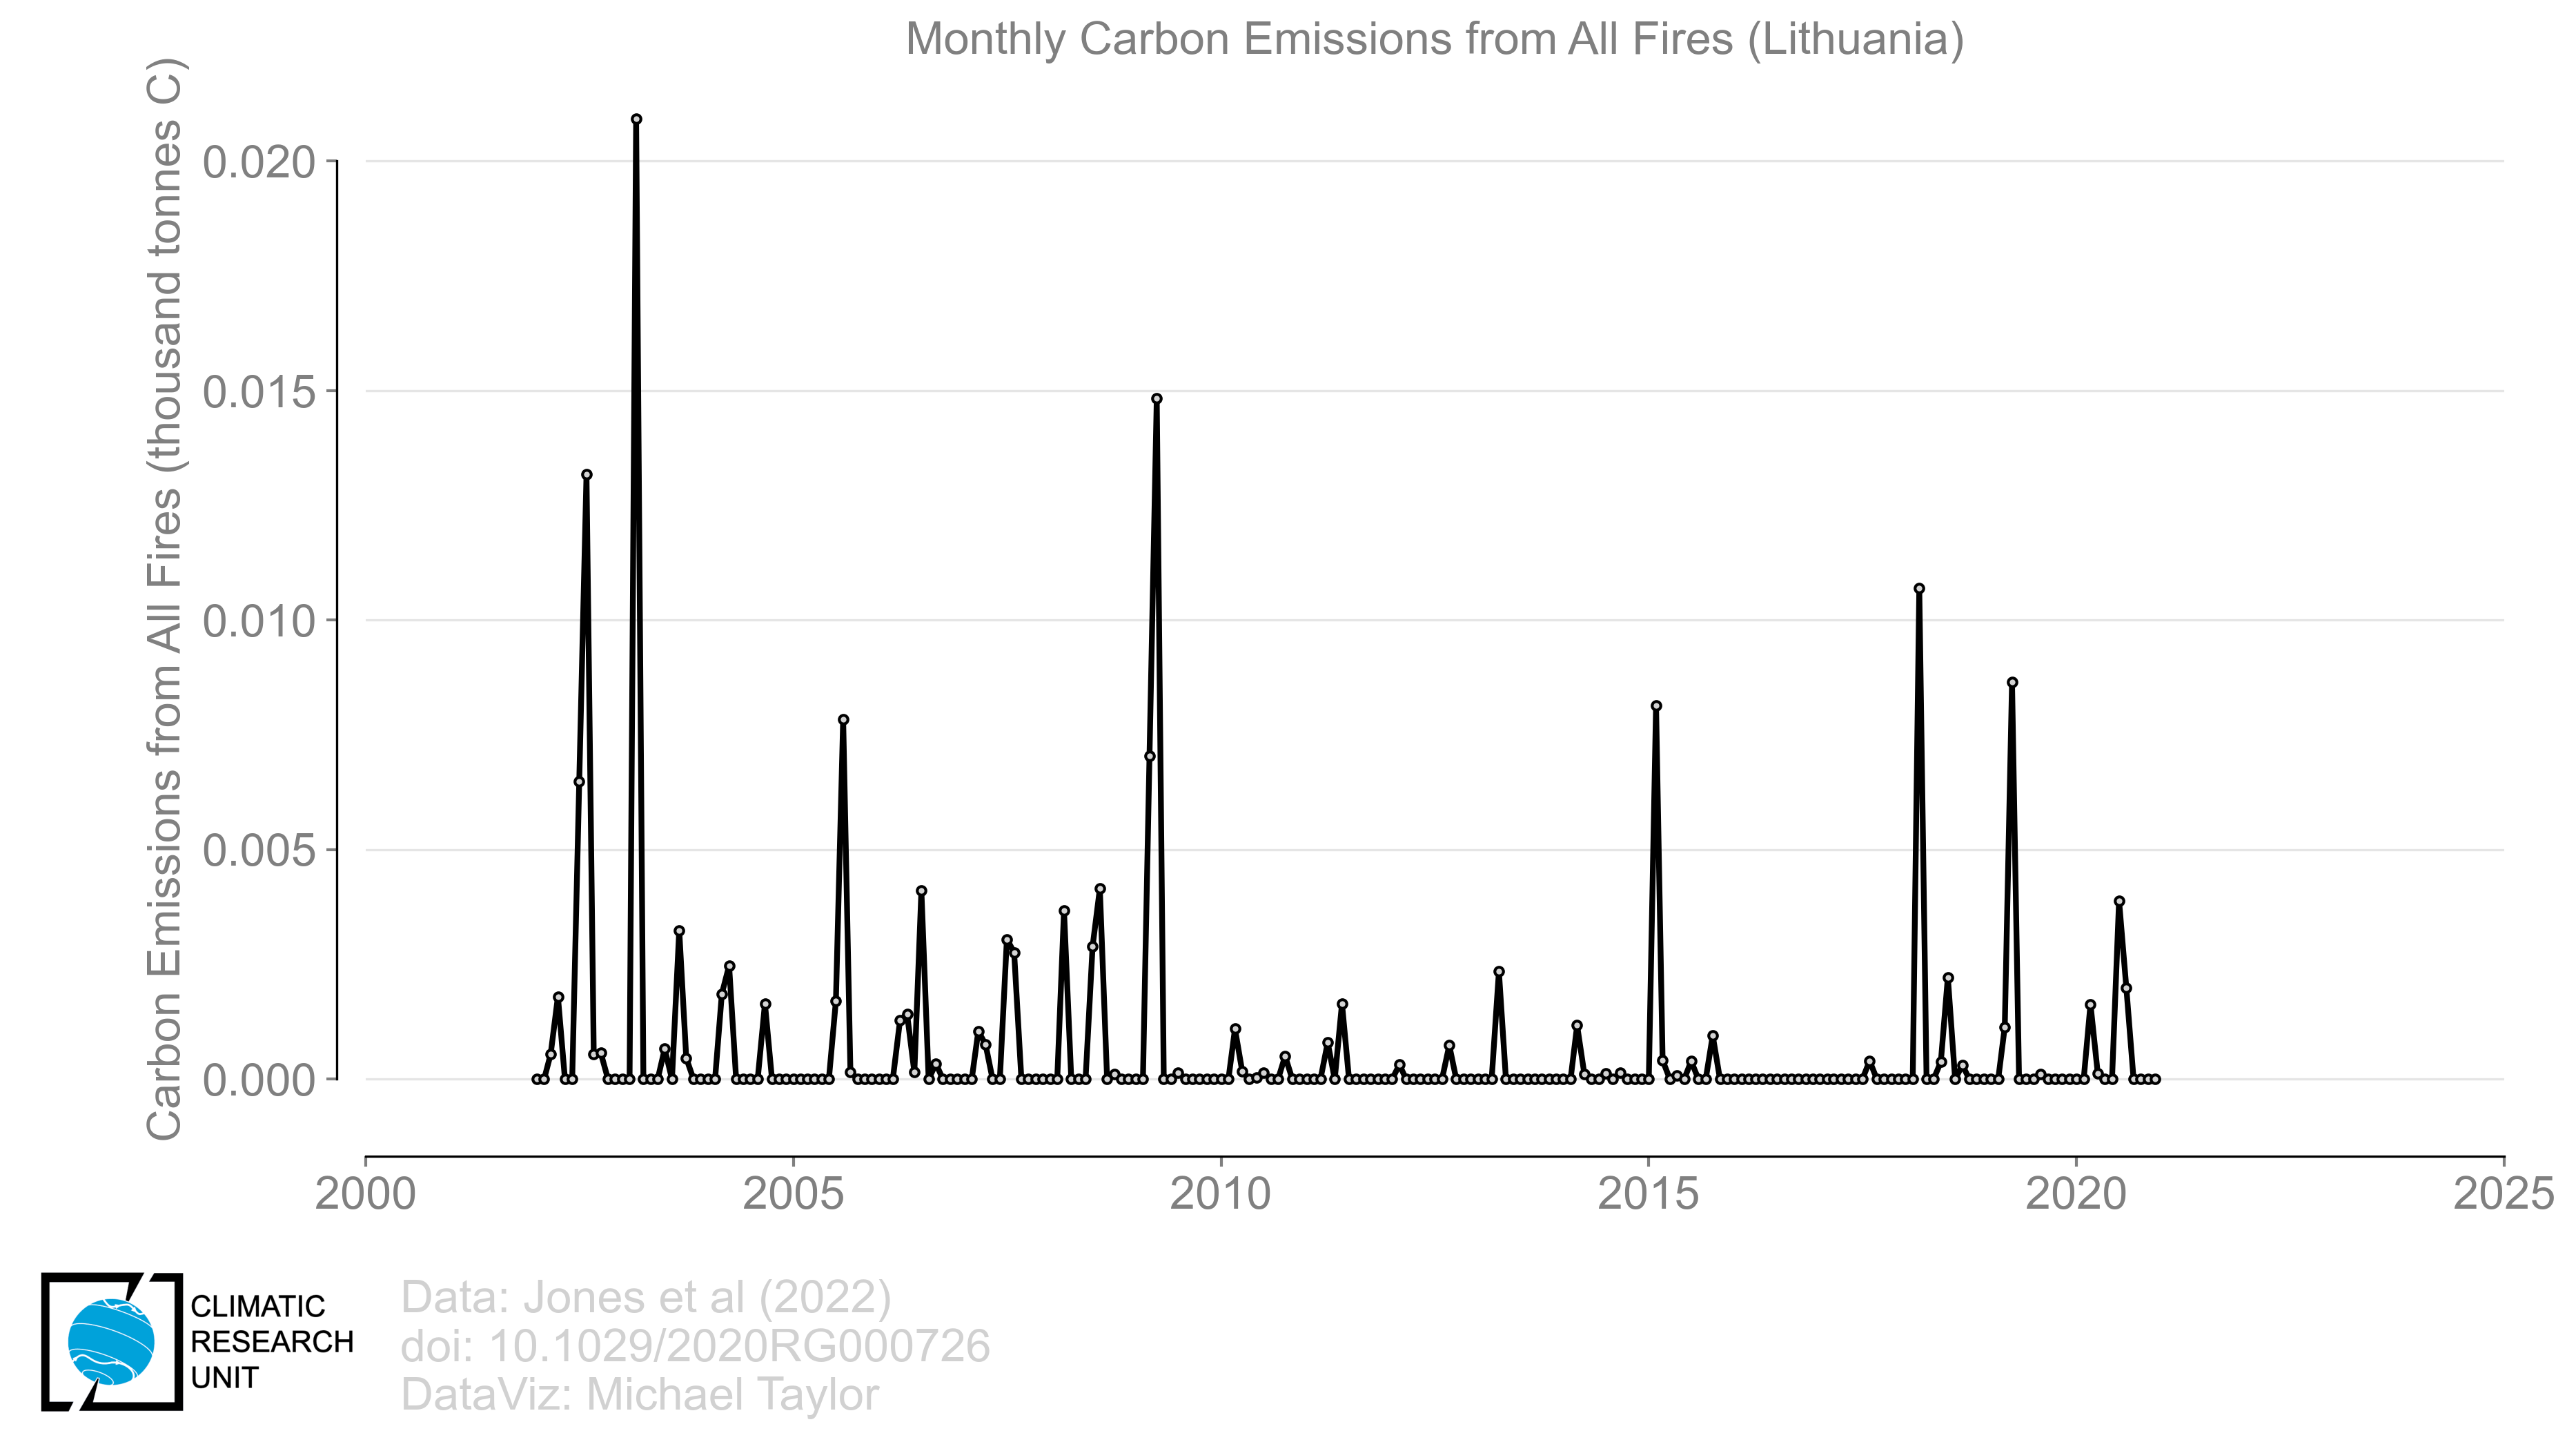 Monthly Carbon Emissions from All Fires (Lithuania)
Carbon Emissions from All Fires (thousand tonnes C)
0.020
0.015
0.010
0.005
0.000
2000 2005 2010 2015 2020 2025
CLIMATIC
RESEARCH
UNIT
Data: Jones et al (2022)
doi: 10.1029/2020RG000726
DataViz: Michael Taylor